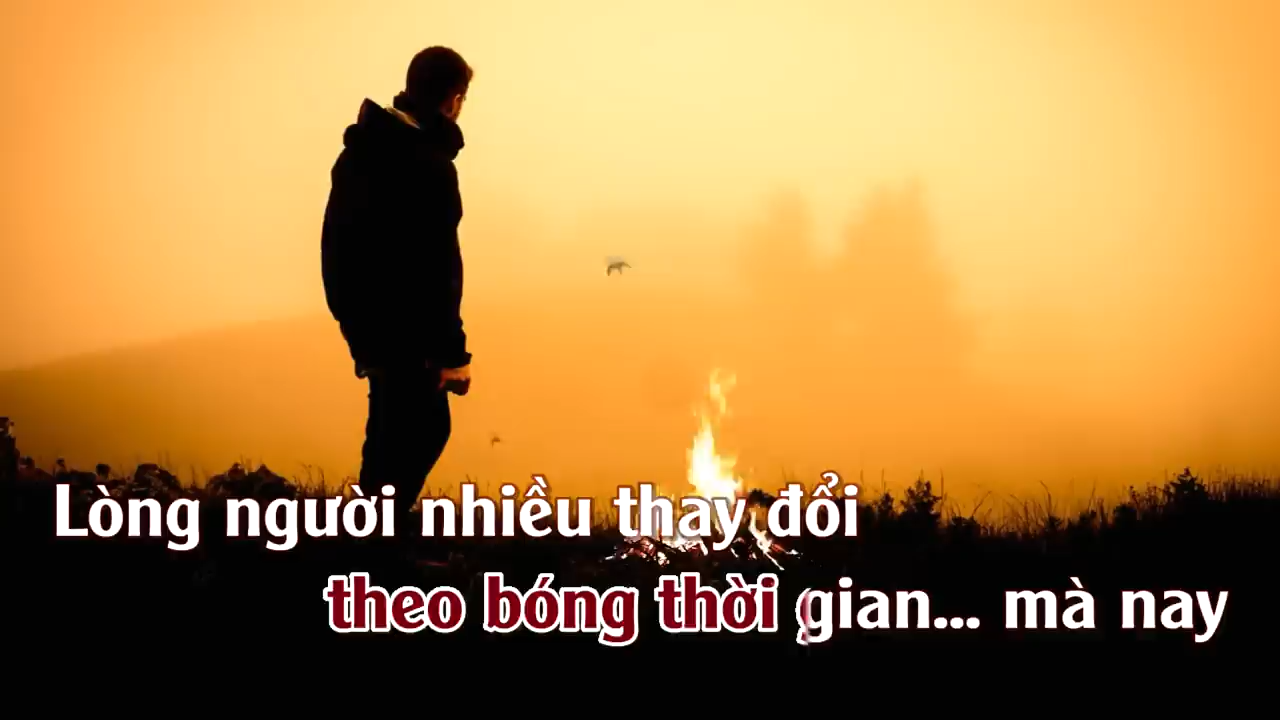 Lòng người nhiều thay đổi
theo bóng thời gian... mà nay